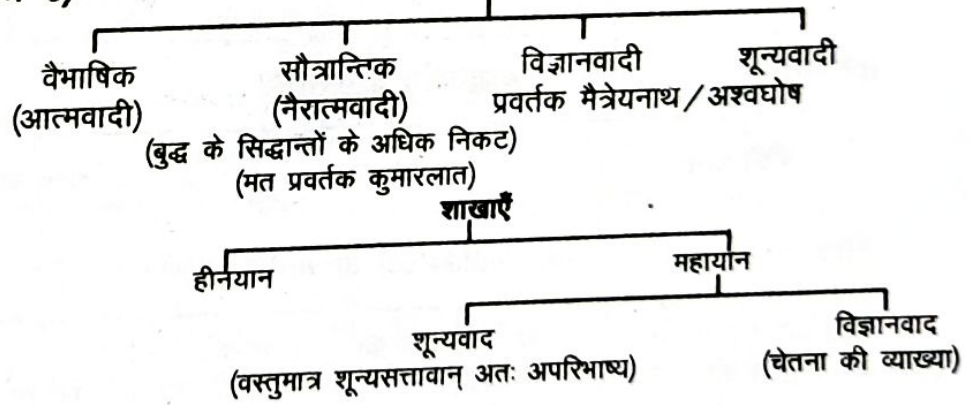 वैभाषिक सौत्रान्तिक विज्ञानवादी शून्यवादी
(आत्मवादी) (नैरात्मवादी) प्रवर्तक मैत्रेयनाथ / अश्वघोष
(बुद्ध के सिद्धान्तों के अधिक निकट)
(मत प्रवर्तक कुमारलात)
शाखाएँ
हीनयान महायान
शून्यवाद विज्ञानवाद
(वस्तुमात्र शून्यसत्तावान् अतः अपरिभाष्य) (चेतना की व्याख्या)